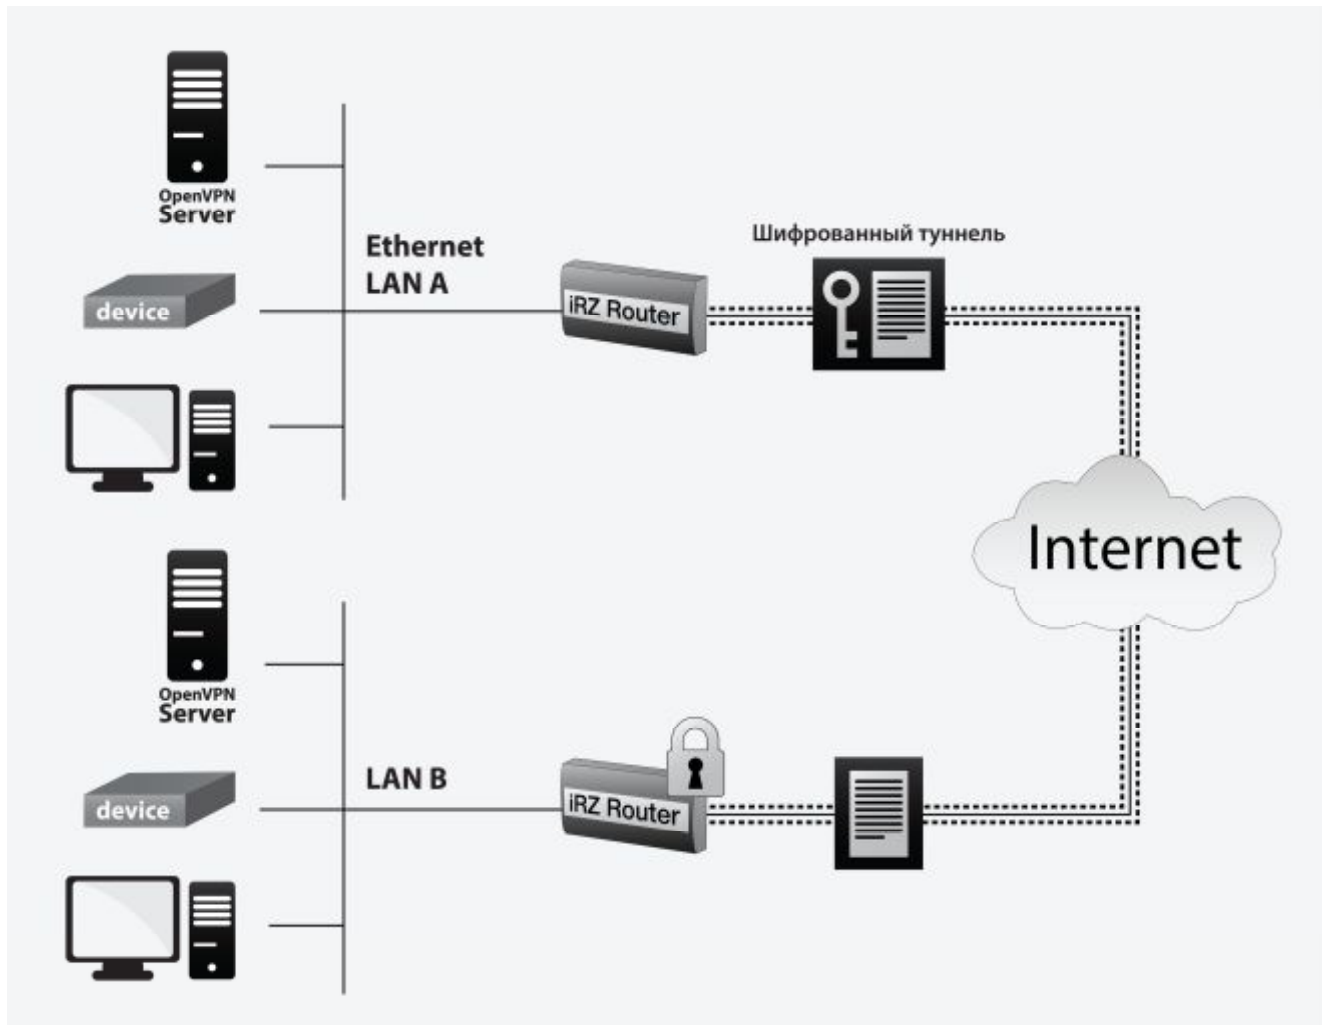 OpenVPN
Server
device
Ethernet
LAN A
iRZ Router
Шифрованный туннель
Internet
OpenVPN
Server
device
LAN B
iRZ Router